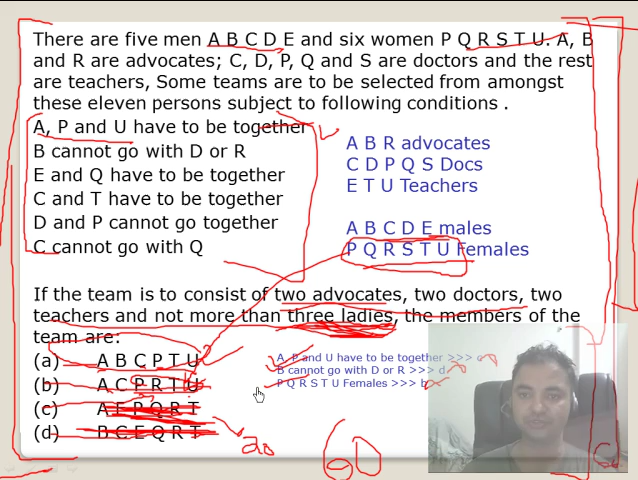 There are five men A B C D E and six women P Q R S T U. A, B
and R are advocates; C, D, P, Q and S are doctors and the rest
are teachers, Some teams are to be selected from amongst
these eleven persons subject to following conditions .
A, P and U have to be together
B cannot go with D or R
E and Q have to be together
C and T have to be together
D and P cannot go together
C cannot go with Q
A B R advocates
C D P Q S Docs
E T U Teachers
A B C D E males
P Q R S T U Females
If the team is to consist of two advocates, two doctors, two
teachers and not more than three ladies, the members of the
team are:
(a) A B C P T U
(b) A C P R T U
(c) A E P Q R T
(d) B C E Q R T
A, P and U have to be together >>> c
B cannot go with D or R >>> d
P Q R S T U Females >>> b